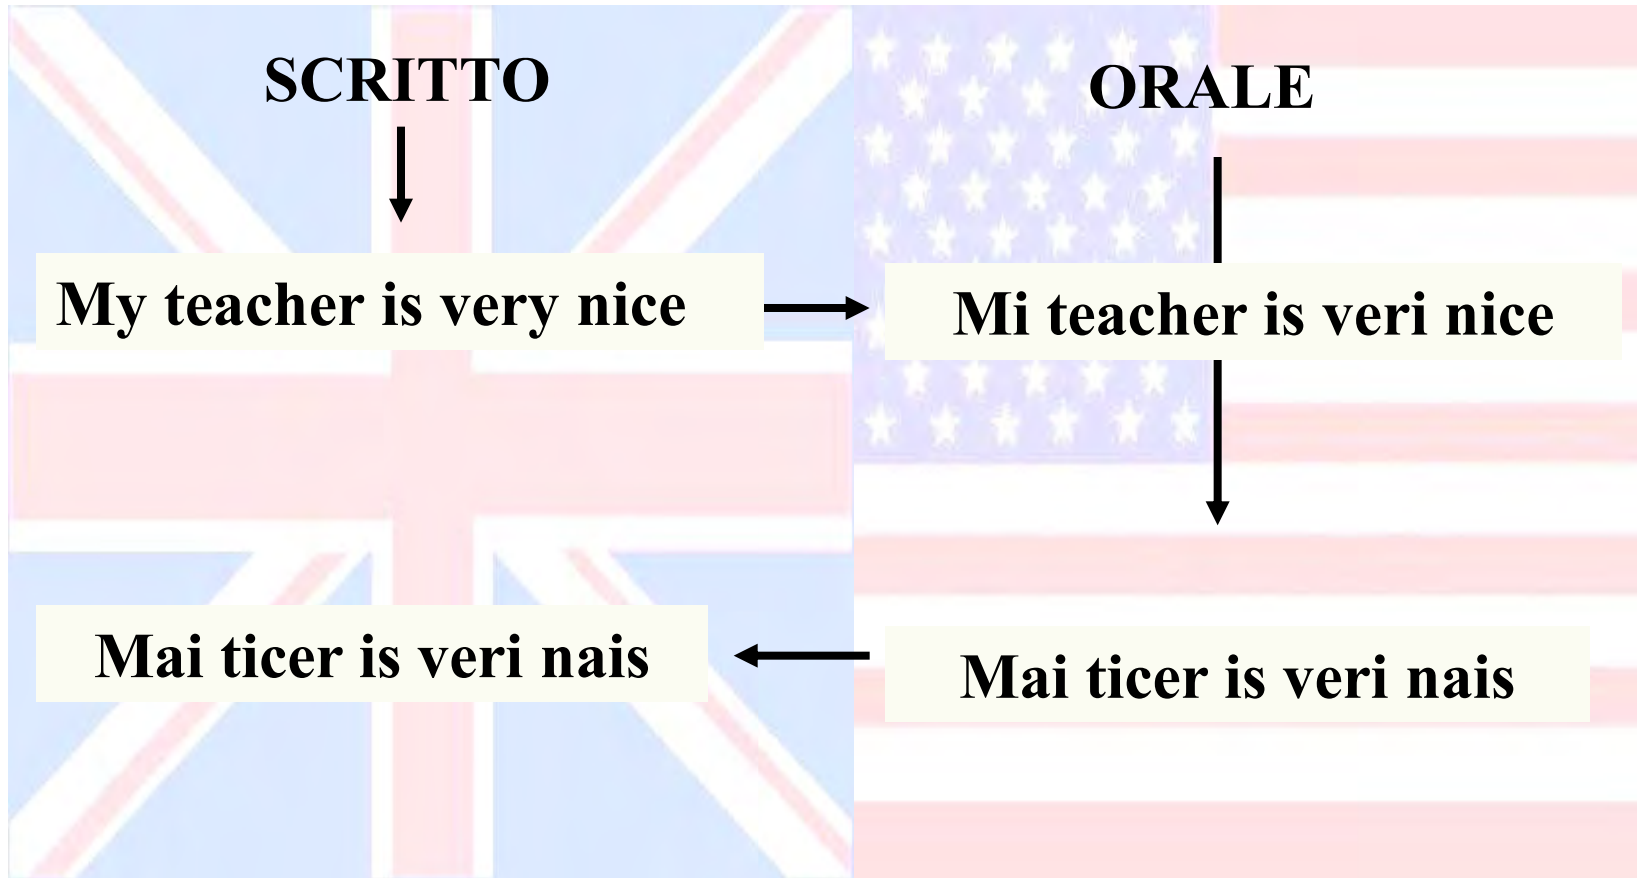 SCRITTO
ORALE
My teacher is very nice
Mi teacher is veri nice
Mai ticer is veri nais
Mai ticer is veri nais